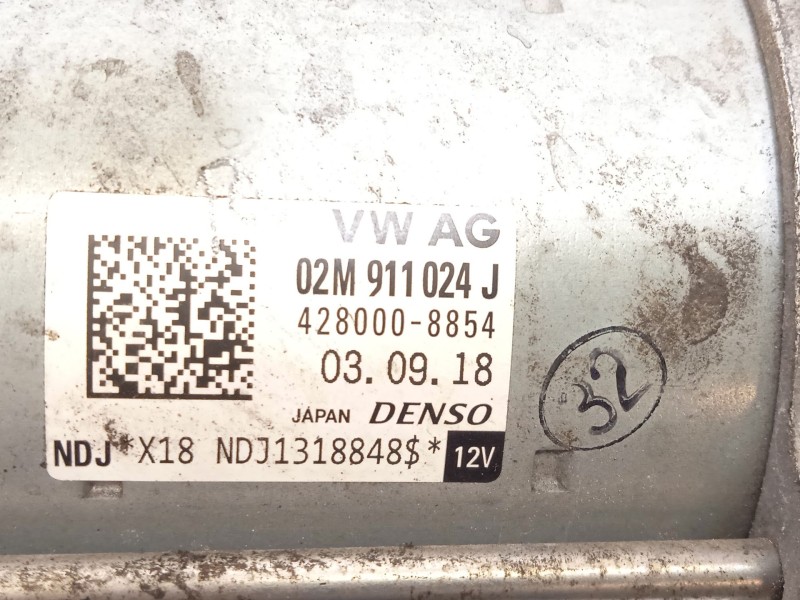 VW AG
02M 911 024 J
428000-8854
03.09.18
JAPAN DENSO
NDJ *X18 NDJ1318848$* 12V
32